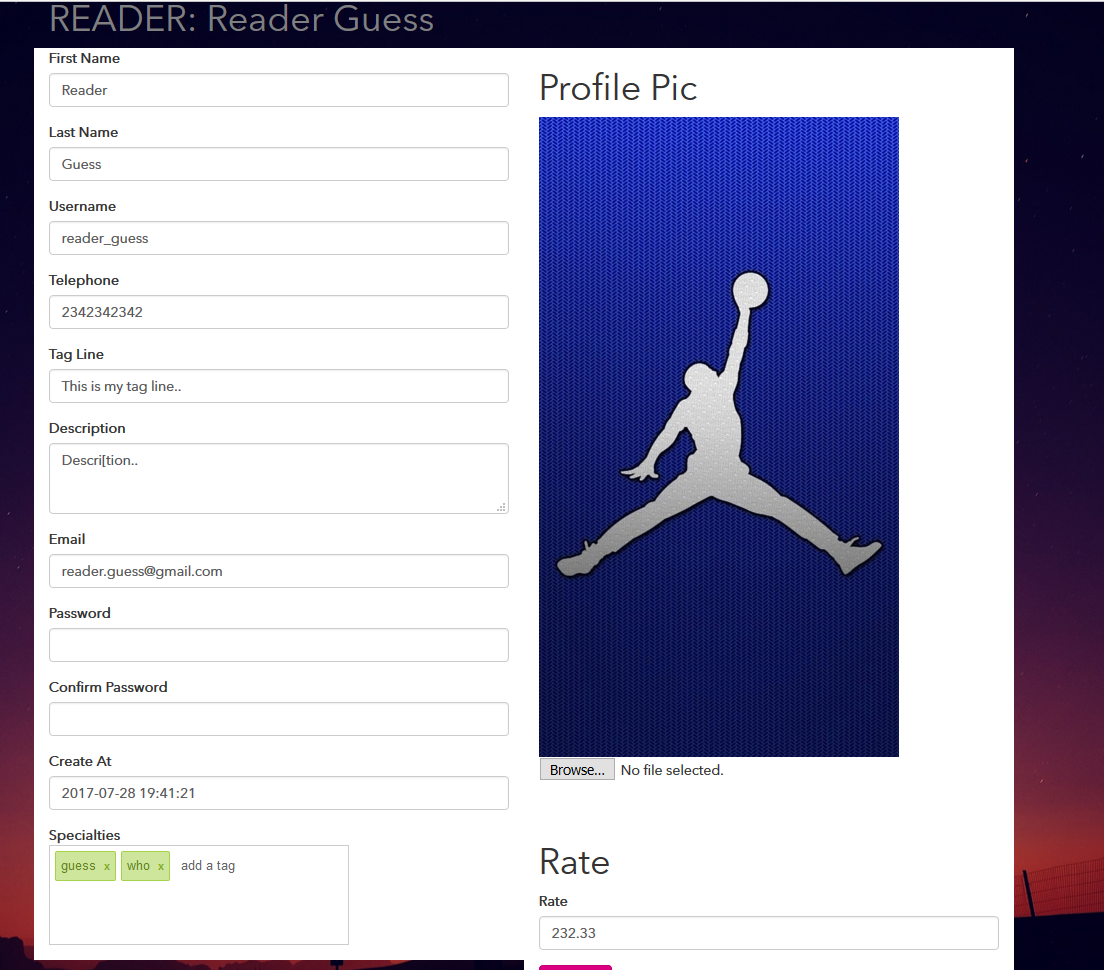 READER: Reader Guess
First Name
Reader
Last Name
Guess
Username
reader_guess
Telephone
2342342342
Tag Line
This is my tag line..
Description
Descri[tion..
Email
reader.guess@gmail.com
Password
Confirm Password
Create At
2017-07-28 19:41:21
Specialties
guess x who x add a tag
Profile Pic
Browse... No file selected.
Rate
Rate
232.33